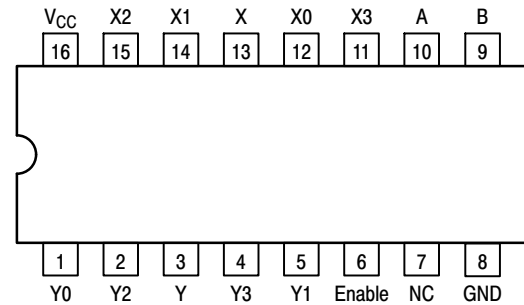 VCC X2 X1 X X0 X3 A B
16 15 14 13 12 11 10 9
1 2 3 4 5 6 7 8
Y0 Y2 Y Y3 Y1 Enable NC GND